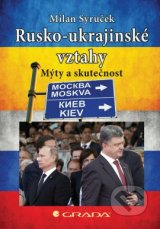 Milan Syruček
Rusko-ukrajinské
vztahy
Mýty a skutečnost
МОСКВА
MOSKVA
КИЕВ
KIEV
GRADA